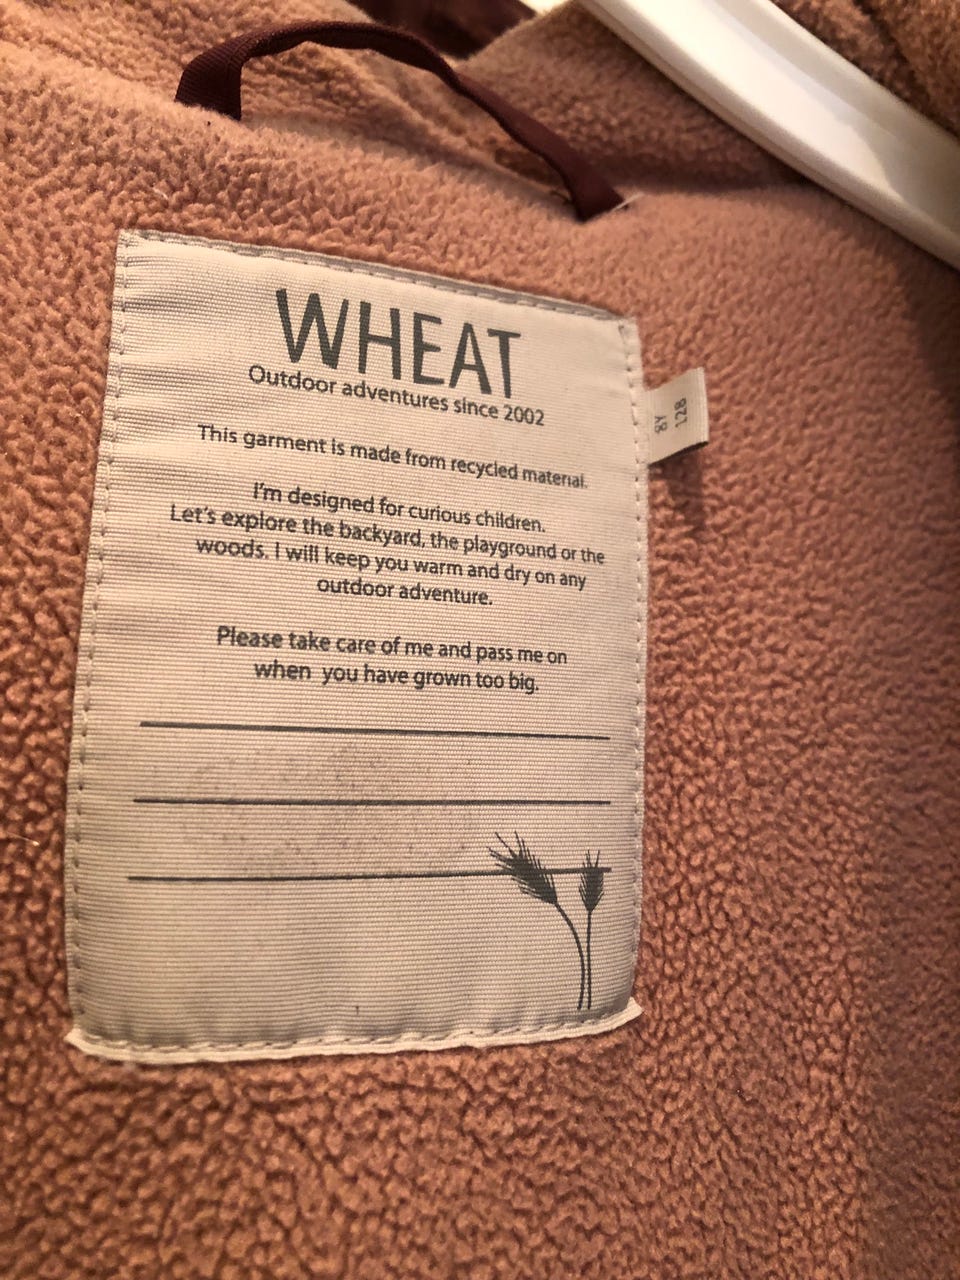 WHEAT
Outdoor adventures since 2002
This garment is made from recycled material.
I'm designed for curious children.
Let's explore the backyard, the playground or the
woods. I will keep you warm and dry on any
outdoor adventure.
Please take care of me and pass me on
when you have grown too big.
8Y
128